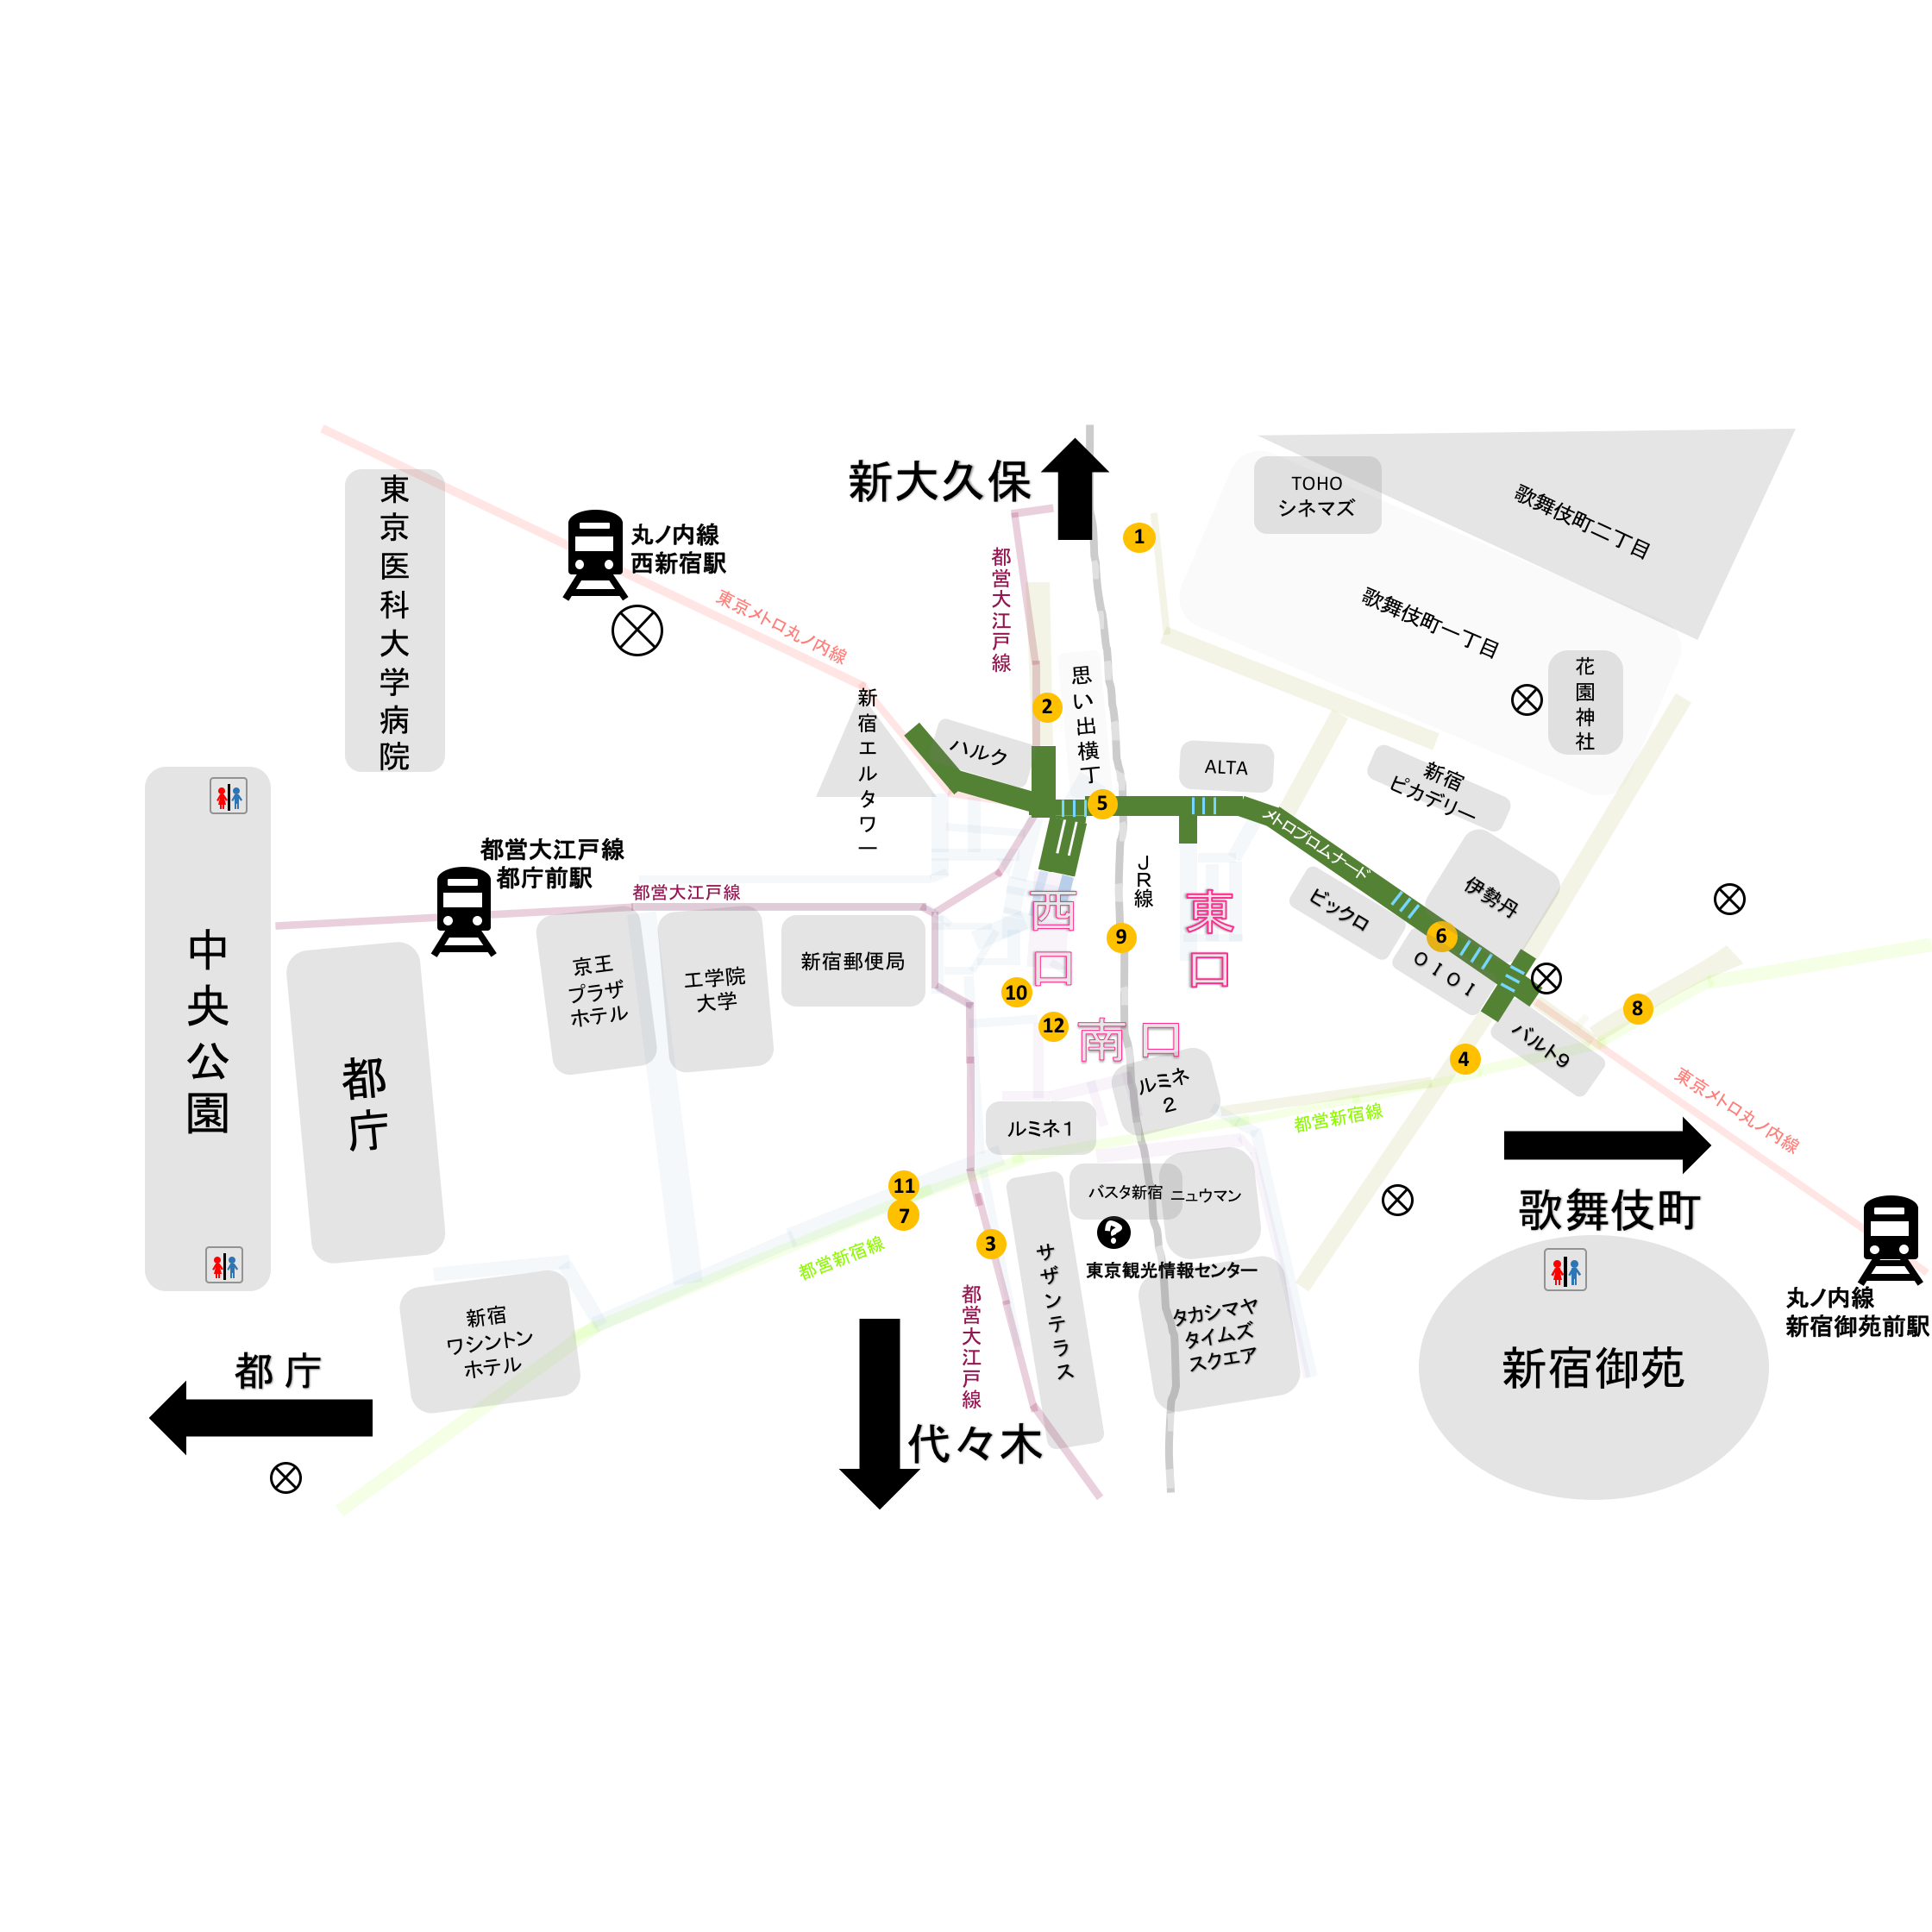 新大久保
TOHO
シネマズ
歌舞伎町二丁目
東京医科大学病院
丸ノ内線
西新宿駅
1
都営大江戸線
東京メトロ丸ノ内線
歌舞伎町一丁目
花園神社
思い出横丁
2
新宿エルタワー
ハルク
ALTA
新宿
ピカデリー
5
メトロプロムナード
都営大江戸線
都庁前駅
都営大江戸線
JR線
西口
東口
ビックロ
伊勢丹
6
OIOI
9
中央公園
京王
プラザ
ホテル
工学院
大学
新宿郵便局
10
12
南口
8
4
バルト9
都庁
ルミネ
2
ルミネ1
都営新宿線
東京メトロ丸ノ内線
11
7
バスタ新宿
ニュウマン
歌舞伎町
3
都営新宿線
サザンテラス
?
東京観光情報センター
タカシマヤ
タイムズ
スクエア
都営大江戸線
新宿
ワシントン
ホテル
丸ノ内線
新宿御苑前駅
新宿御苑
都庁
代々木